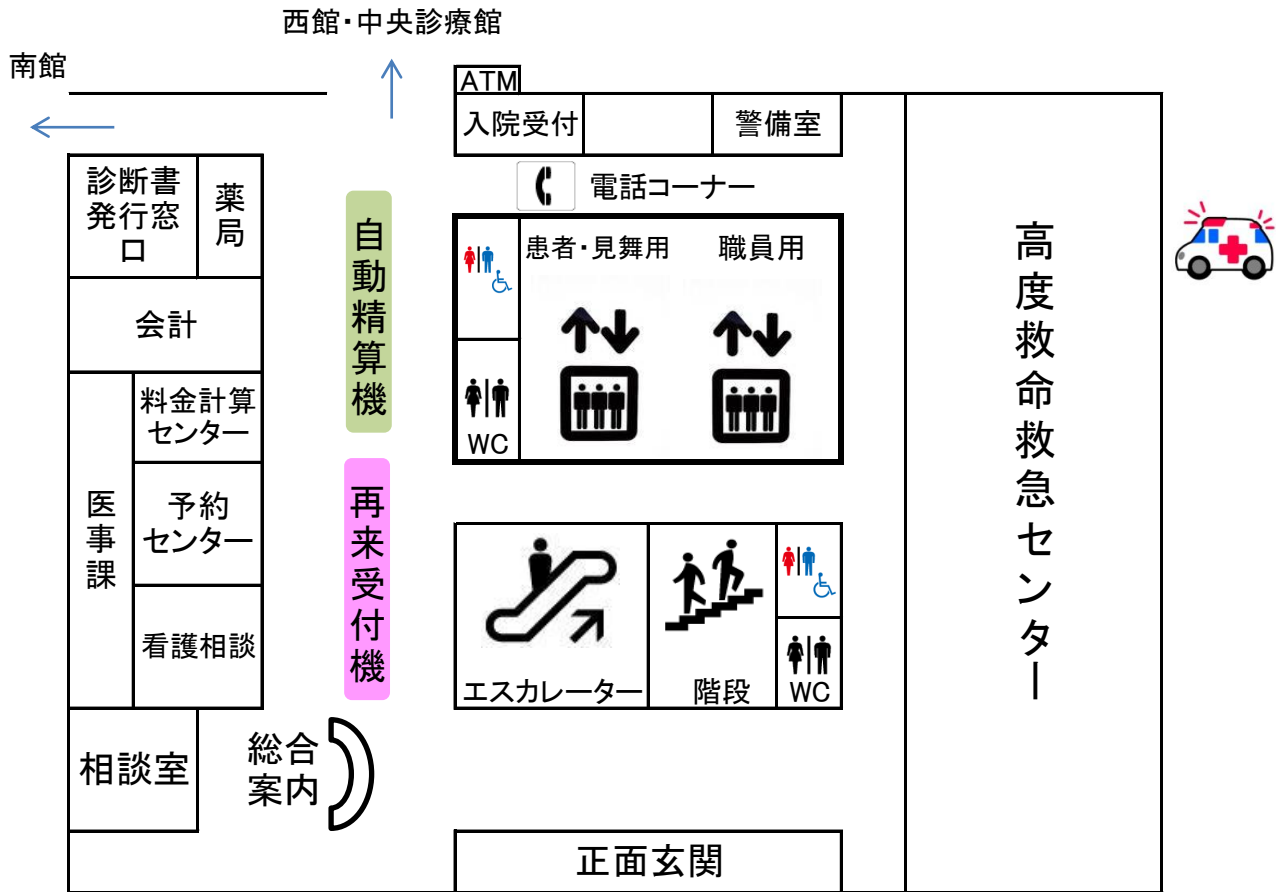 西館・中央診療館
南館
ATM
入院受付
警備室
電話コーナー
診断書
発行窓
口
薬局
自動精算機
患者・見舞用
職員用
高度救命救急センター
会計
料金計算
センター
WC
医事課
予約
センター
再来受付機
看護相談
エスカレーター
階段
WC
相談室
総合
案内
正面玄関